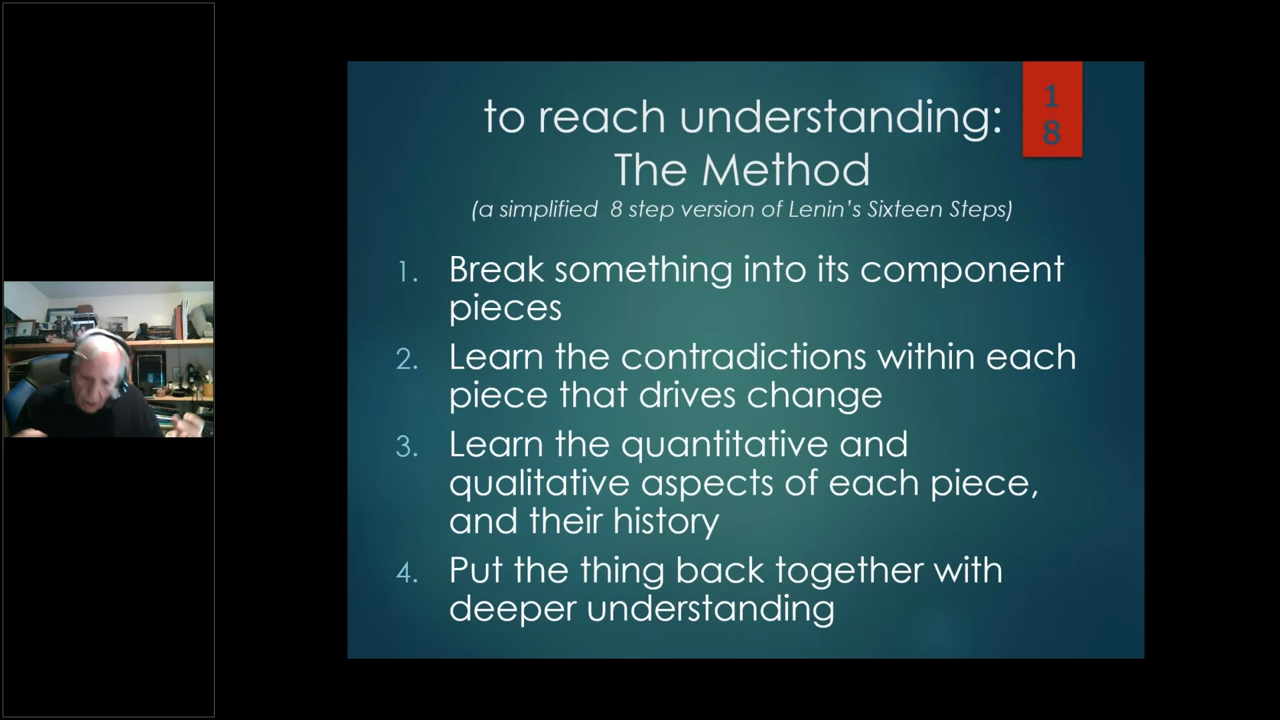 to reach understanding:
The Method
(a simplified 8 step version of Lenin's Sixteen Steps)
1
8
1. Break something into its component
pieces
2. Learn the contradictions within each
piece that drives change
3. Learn the quantitative and
qualitative aspects of each piece,
and their history
4. Put the thing back together with
deeper understanding